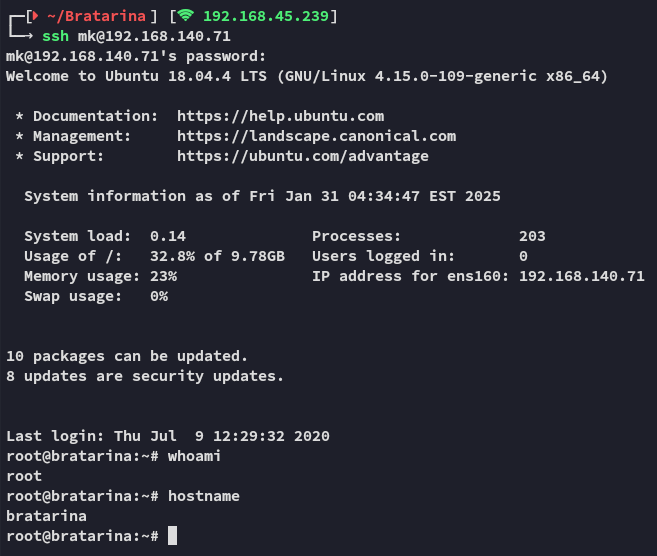 ~/Bratarina ] [ 192.168.45.239]
ssh mk@192.168.140.71
mk@192.168.140.71's password:
Welcome to Ubuntu 18.04.4 LTS (GNU/Linux 4.15.0-109-generic x86_64)
* Documentation:  https://help.ubuntu.com
* Management:     https://landscape.canonical.com
* Support:        https://ubuntu.com/advantage
System information as of Fri Jan 31 04:34:47 EST 2025
System load:  0.14               Processes:             203
Usage of /:   32.8% of 9.78GB   Users logged in:       0
Memory usage: 23%                IP address for ens160: 192.168.140.71
Swap usage:   0%
10 packages can be updated.
8 updates are security updates.
Last login: Thu Jul  9 12:29:32 2020
root@bratarina:~# whoami
root
root@bratarina:~# hostname
bratarina
root@bratarina:~#